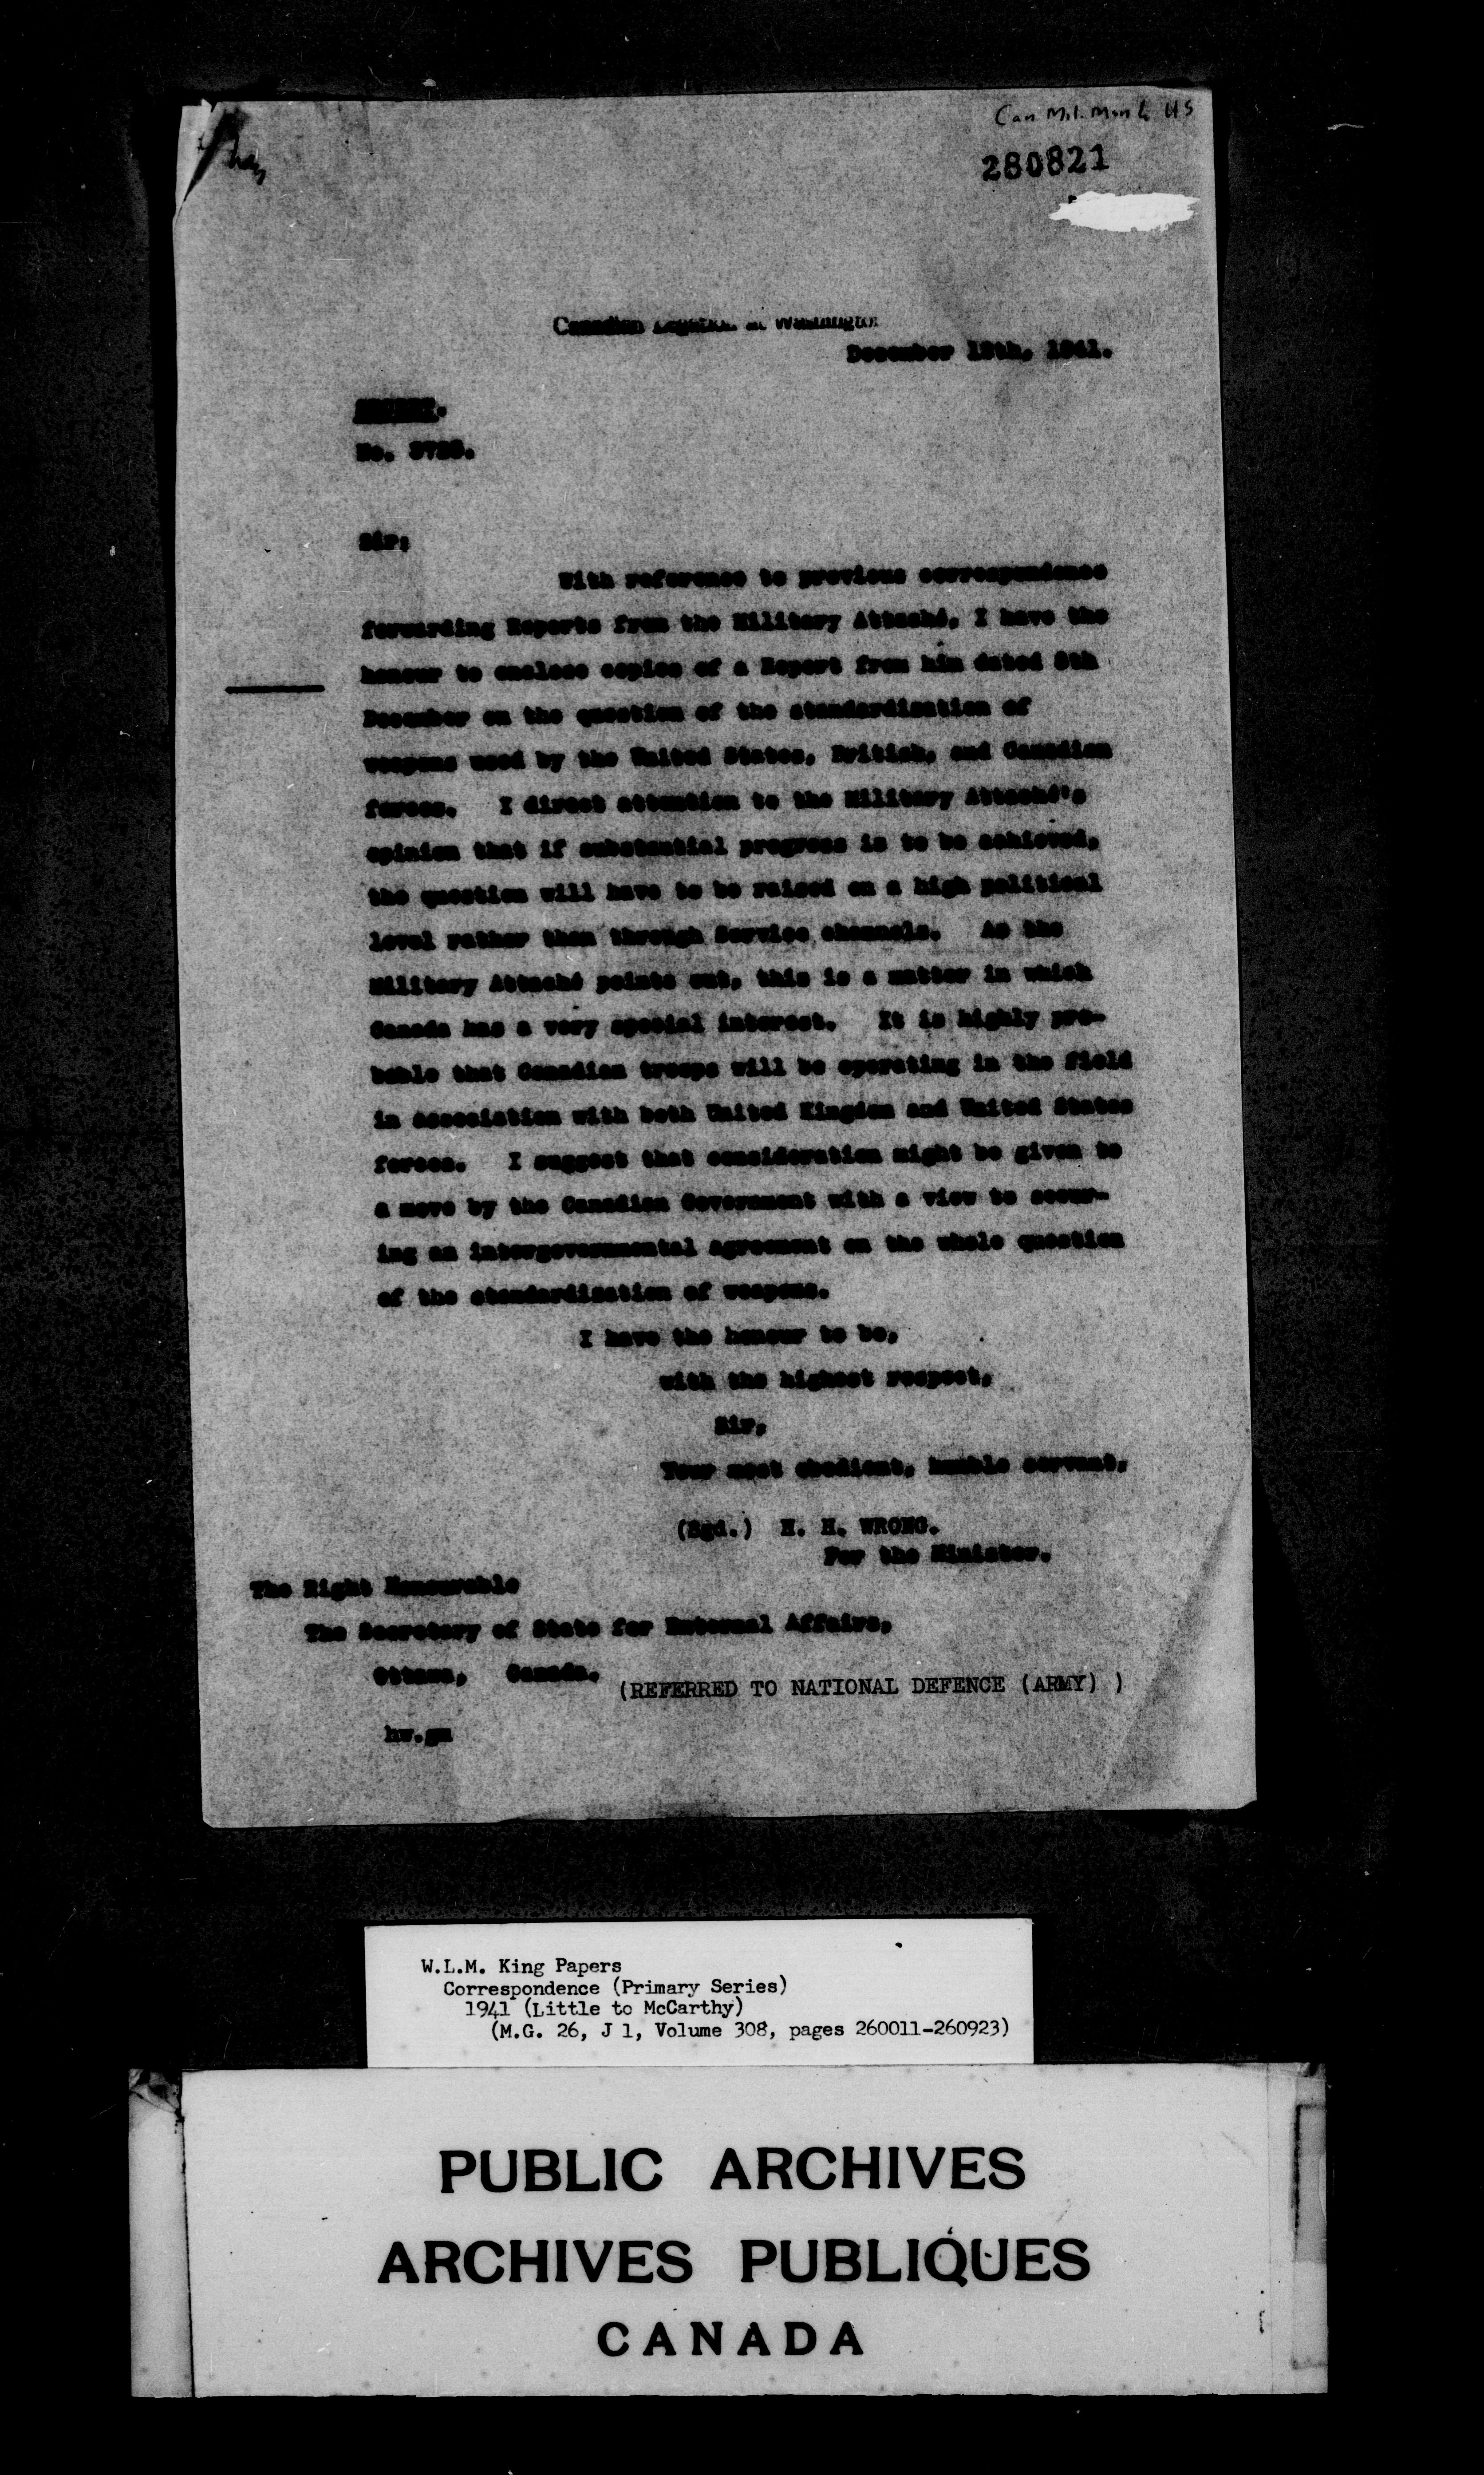 Can Mil. Msn to US
280821
Canadian Legation at Washington
December 12th, 1941.
SECRET.
No.
Sir,
With reference to previous correspondence
forwarding Reports from the Military Attaché, I have the
honour to enclose copies of a Report from him dated 8th
December on the question of the standardization of
weapons used by the United States, British, and Canadian
forces. I direct attention to the Military Attaché's
opinion that if substantial progress is to be achieved,
the question will have to be raised on a high political
level rather than through Service channels. As the
Military Attaché points out, this is a matter in which
Canada has a very special interest. It is highly pro-
bable that Canadian troops will be operating in the field
in association with both United Kingdom and United States
forces. I suggest that consideration might be given to
a move by the Canadian Government with a view to secur-
ing an intergovernmental agreement on the whole question
of the standardization of weapons.
I have the honour to be,
with the highest respect,
Sir,
Your most obedient, humble servant,
(Sgd.) H. H. WRONG.
For the Minister.
The Right Honourable
The Secretary of State for External Affairs,
Ottawa, Canada.
(REFERRED TO NATIONAL DEFENCE (ARMY) )
hw.gm
W.L.M. King Papers
Correspondence (Primary Series)
1941 (Little to McCarthy)
(M.G. 26, J 1, Volume 308, pages 260011-260923)
PUBLIC ARCHIVES
ARCHIVES PUBLIQUES
CANADA